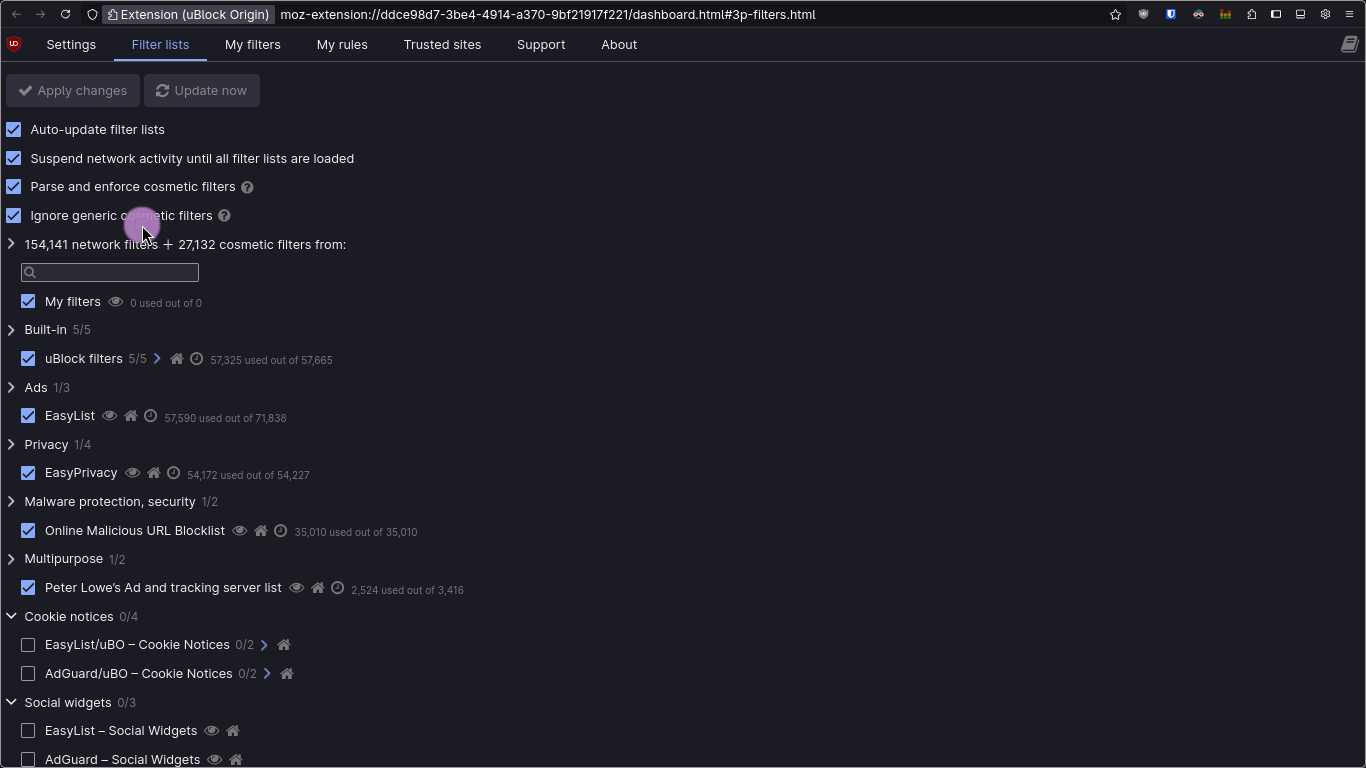 Extension (uBlock Origin) moz-extension://ddce98d7-3be4-4914-a370-9bf21917f221/dashboard.html#3p-filters.html
Settings Filter lists My filters My rules Trusted sites Support About
Apply changes Update now
Auto-update filter lists
Suspend network activity until all filter lists are loaded
Parse and enforce cosmetic filters
Ignore generic cosmetic filters
154,141 network filters + 27,132 cosmetic filters from:
My filters 0 used out of 0
Built-in 5/5
uBlock filters 5/5 57,325 used out of 57,665
Ads 1/3
EasyList 57,590 used out of 71,838
Privacy 1/4
EasyPrivacy 54,172 used out of 54,227
Malware protection, security 1/2
Online Malicious URL Blocklist 35,010 used out of 35,010
Multipurpose 1/2
Peter Lowe’s Ad and tracking server list 2,524 used out of 3,416
Cookie notices 0/4
EasyList/uBO – Cookie Notices 0/2
AdGuard/uBO – Cookie Notices 0/2
Social widgets 0/3
EasyList – Social Widgets
AdGuard – Social Widgets